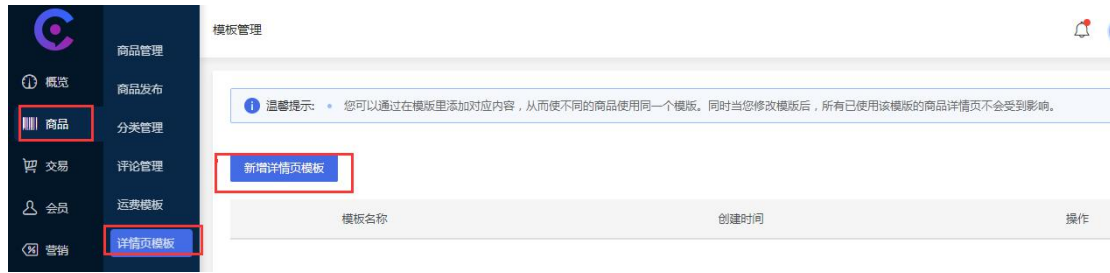 模板管理
商品管理
概览
商品发布
温馨提示: 您可以通过在模版里添加对应内容，从而使不同的商品使用同一个模版。同时当您修改模版后，所有已使用该模版的商品详情页不会受到影响。
商品
分类管理
交易
评论管理
新增详情页模板
会员
运费模板
模板名称
创建时间
操作
营销
详情页模板